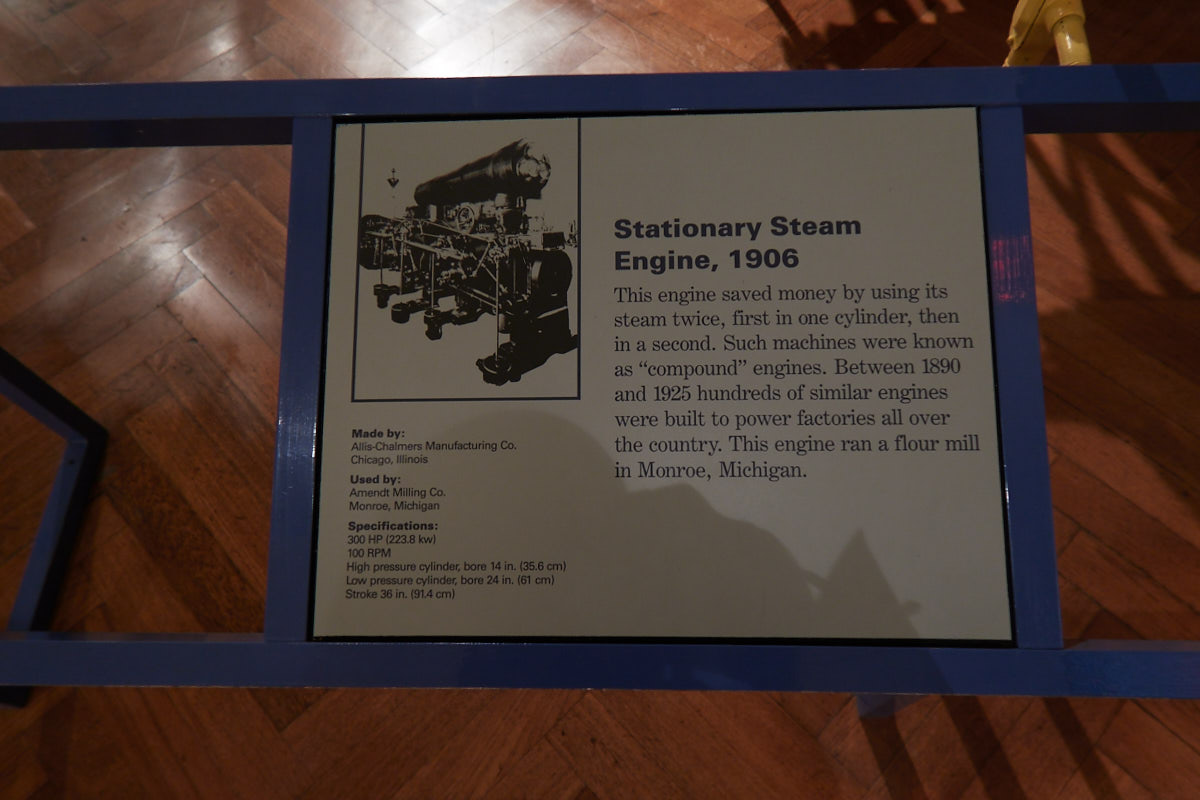 Stationary Steam
Engine, 1906
This engine saved money by using its
steam twice, first in one cylinder, then
in a second. Such machines were known
as “compound” engines. Between 1890
and 1925 hundreds of similar engines
were built to power factories all over
the country. This engine ran a flour mill
in Monroe, Michigan.
Made by:
Allis-Chalmers Manufacturing Co.
Chicago, Illinois
Used by:
Amendt Milling Co.
Monroe, Michigan
Specifications:
300 HP (223.8 kw)
100 RPM
High pressure cylinder, bore 14 in. (35.6 cm)
Low pressure cylinder, bore 24 in. (61 cm)
Stroke 36 in. (91.4 cm)